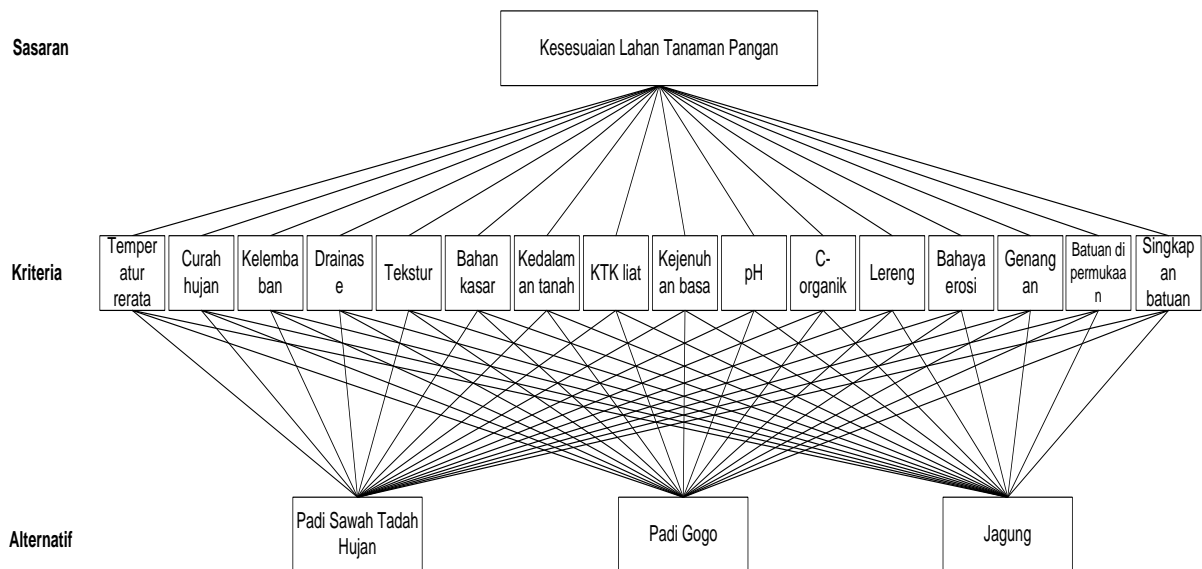 Sasaran
Kesesuaian Lahan Tanaman Pangan
Kriteria
Temper
atur
rerata
Curah
hujan
Kelemba
ban
Drainas
e
Tekstur
Bahan
kasar
Kedalam
an tanah
KTK liat
Kejenuh
an basa
pH
C-
organik
Lereng
Bahaya
erosi
Genang
an
Batuan di
permukaa
n
Singkap
an
batuan
Alternatif
Padi Sawah Tadah
Hujan
Padi Gogo
Jagung